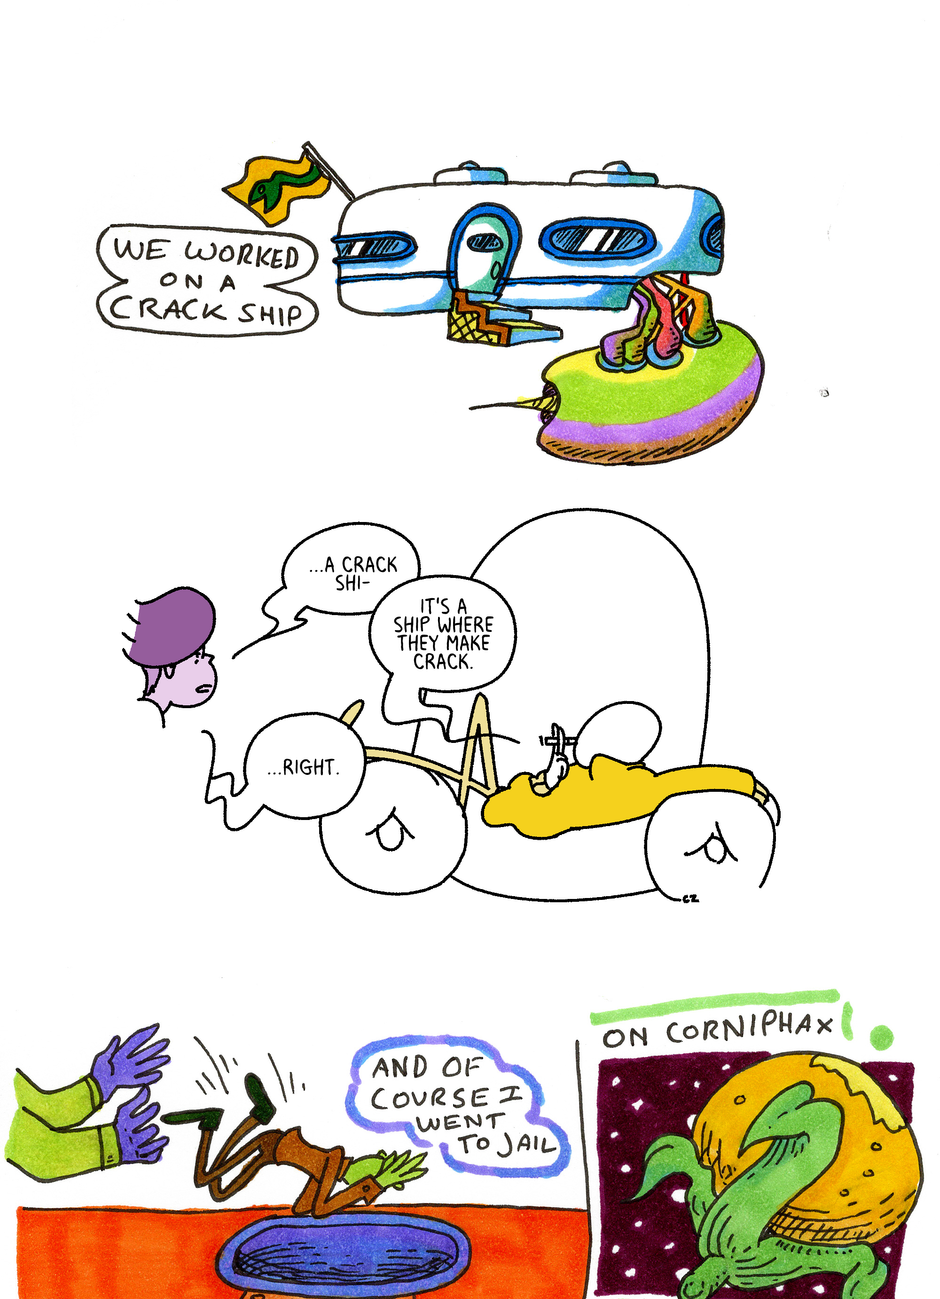 WE WORKED
ON A
CRACK SHIP
...A CRACK
SHI-
IT'S A
SHIP WHERE
THEY MAKE
CRACK.
...RIGHT.
CZ
AND OF
COURSE I
WENT
TO JAIL
ON CORNIPHAX